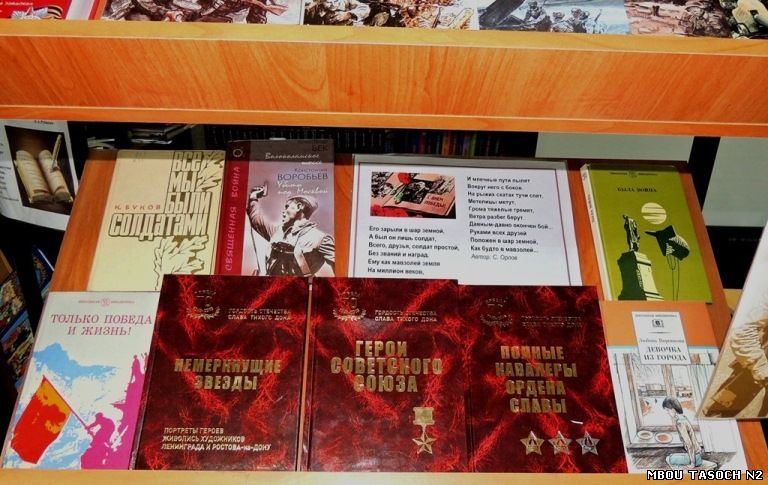 К. БУКОВ
ВСЕ
МЫ
БЫЛИ
СОЛДАТАМИ
СВЯЩЕННАЯ ВОЙНА
БЕК
Волоколамское
шоссе
Константин
ВОРОБЬЕВ
Убиты
под Москвой
Его зарыли в шар земной,
А был он лишь солдат,
Всего, друзья, солдат простой,
Без званий и наград.
Ему как мавзолей земля
На миллион веков,
И млечные пути пылят
Вокруг него с боков.
На рыжих скатах тучи спят,
Метелицы метут,
Грома тяжелые гремят,
Ветра разбег берут.
Давным-давно окончен бой...
Руками всех друзей
Положен в шар земной,
Как будто в мавзолей...
Автор: С. Орлов
БЫЛА ВОЙНА
ШКОЛЬНАЯ БИБЛИОТЕКА
ТОЛЬКО ПОБЕДА
И ЖИЗНЬ!
ГОРДОСТЬ ОТЕЧЕСТВА
СЛАВА ТИХОГО ДОНА
НЕМЕРКНУЩИЕ
ЗВЕЗДЫ
ПОРТРЕТЫ ГЕРОЕВ
ЖИВОПИСЬ ХУДОЖНИКОВ
ЛЕНИНГРАДА И РОСТОВА-на-ДОНУ
ГОРДОСТЬ ОТЕЧЕСТВА
СЛАВА ТИХОГО ДОНА
ГЕРОИ
СОВЕТСКОГО
СОЮЗА
СЛАВА ТИХОГО ДОНА
ПОЛНЫЕ
КАВАЛЕРЫ
ОРДЕНА
СЛАВЫ
ШКОЛЬНАЯ БИБЛИОТЕКА
Любовь Воронкова
ДЕВОЧКА
ИЗ ГОРОДА
MBOU TASOCH N2